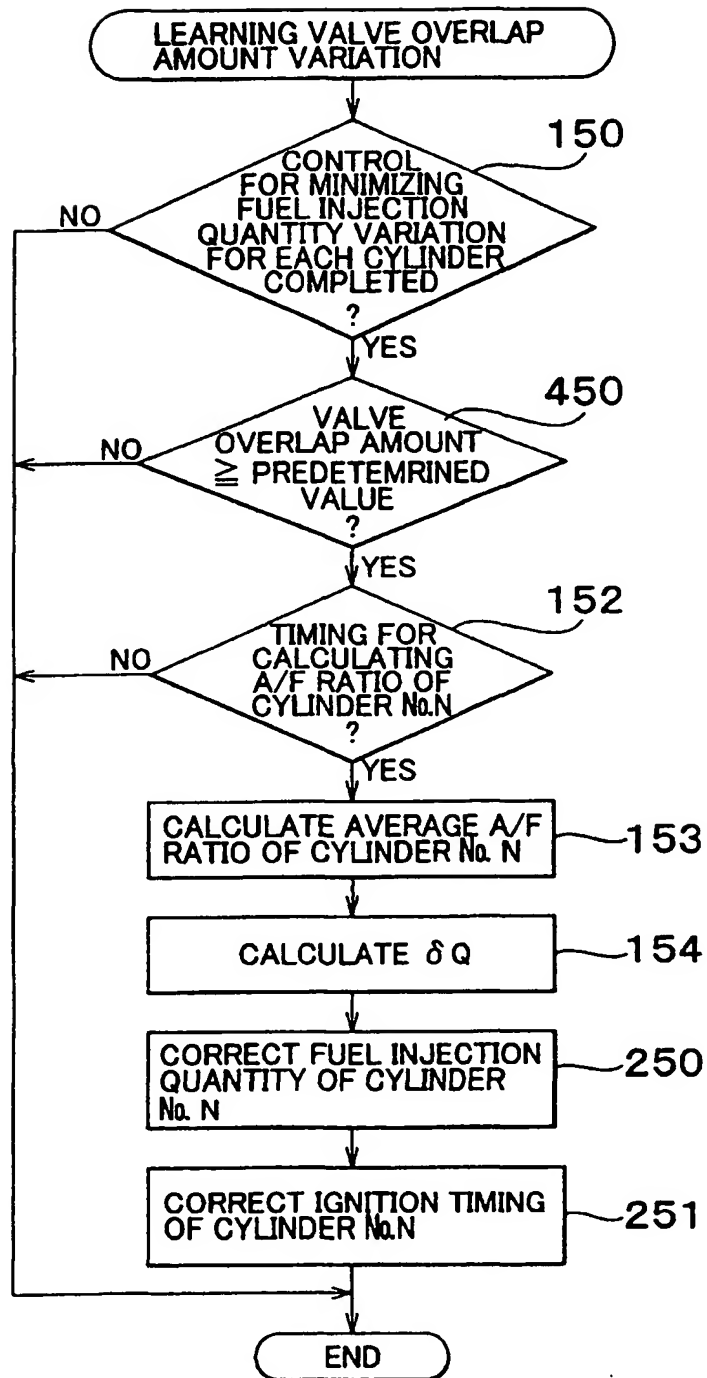 LEARNING VALVE OVERLAP
AMOUNT VARIATION
150
CONTROL
FOR MINIMIZING
FUEL INJECTION
QUANTITY VARIATION
FOR EACH CYLINDER
COMPLETED
?
NO
YES
450
VALVE
OVERLAP AMOUNT
≧ PREDETEMRINED
VALUE
?
NO
YES
152
TIMING FOR
CALCULATING
A/F RATIO OF
CYLINDER No.N
?
NO
YES
CALCULATE AVERAGE A/F
RATIO OF CYLINDER No. N
153
CALCULATE δ Q
154
CORRECT FUEL INJECTION
QUANTITY OF CYLINDER
No. N
250
CORRECT IGNITION TIMING
OF CYLINDER No.N
251
END